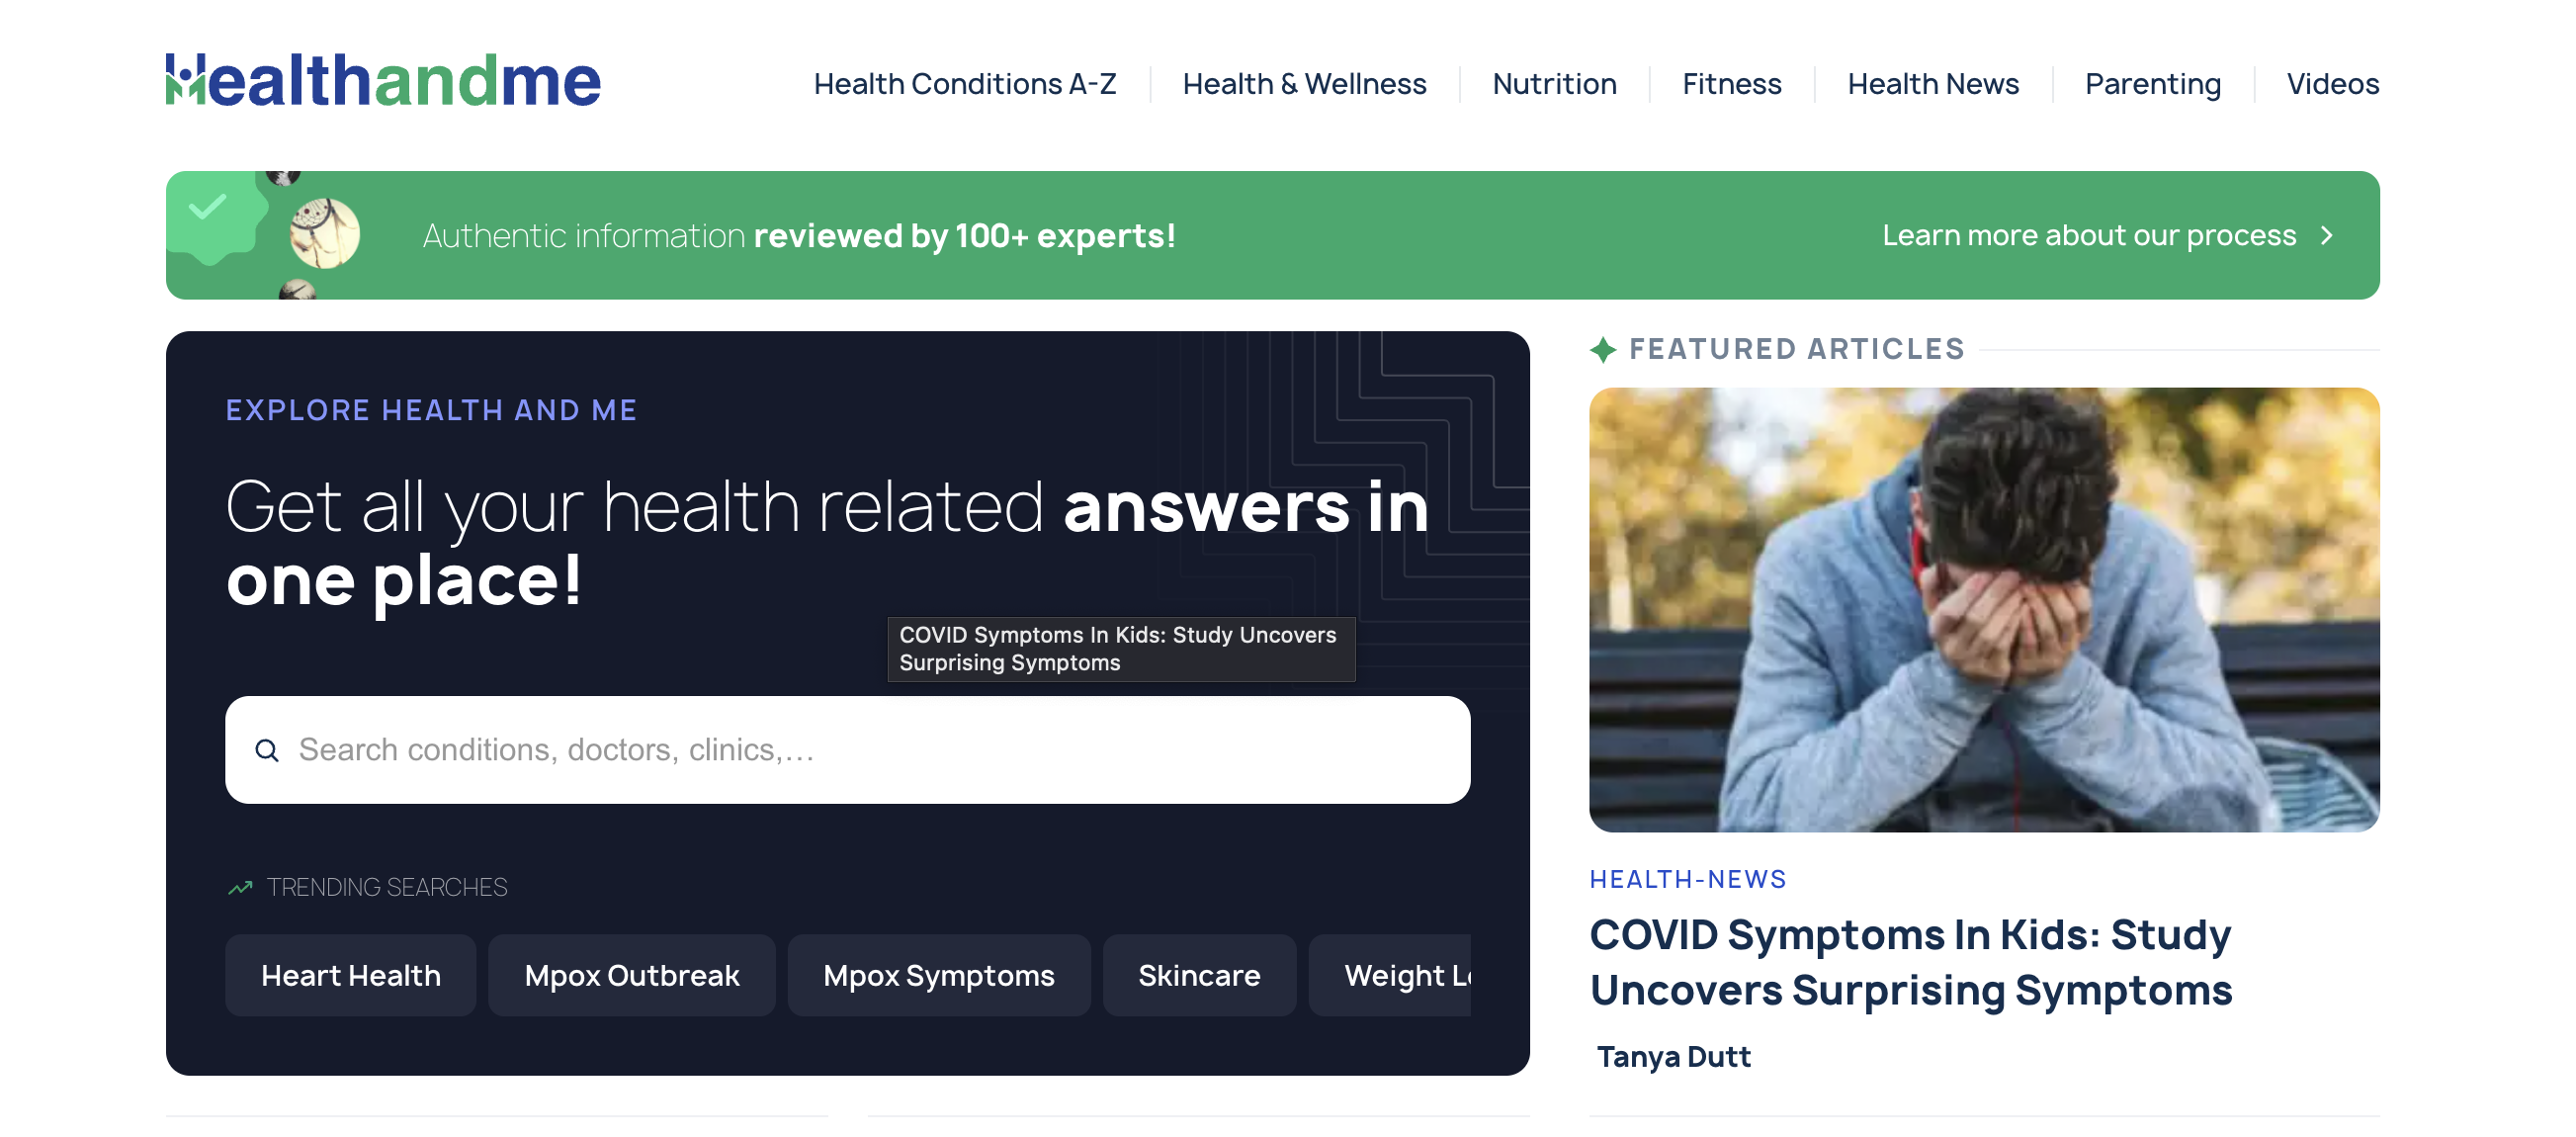 Healthandme
Health Conditions A-Z
Health & Wellness
Nutrition
Fitness
Health News
Parenting
Videos
Authentic information reviewed by 100+ experts!
Learn more about our process
EXPLORE HEALTH AND ME
Get all your health related answers in
one place!
COVID Symptoms In Kids: Study Uncovers
Surprising Symptoms
Search conditions, doctors, clinics,...
TRENDING SEARCHES
Heart Health
Mpox Outbreak
Mpox Symptoms
Skincare
Weight
FEATURED ARTICLES
HEALTH-NEWS
COVID Symptoms In Kids: Study
Uncovers Surprising Symptoms
Tanya Dutt